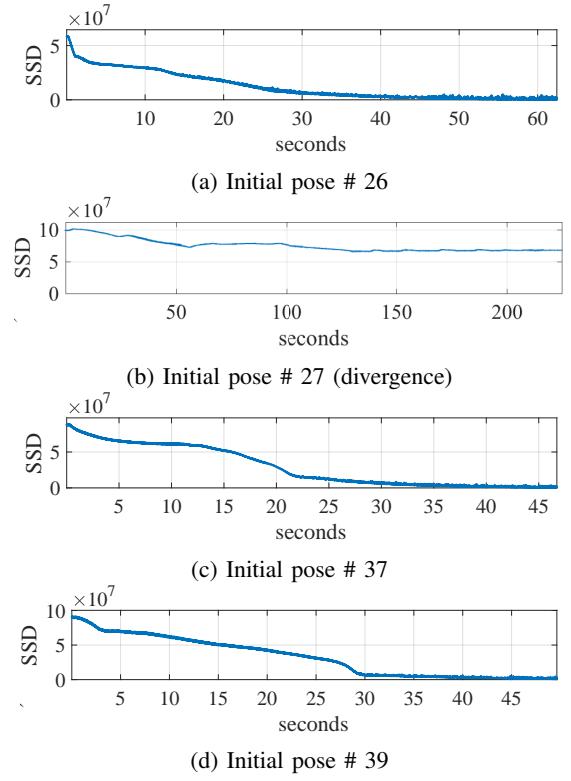 ×10^7
SSD
5
0
10 20 30 40 50 60
seconds
(a) Initial pose # 26
×10^7
SSD
10
5
0
50 100 150 200
seconds
(b) Initial pose # 27 (divergence)
×10^7
SSD
5
0
5 10 15 20 25 30 35 40 45
seconds
(c) Initial pose # 37
×10^7
SSD
10
5
0
5 10 15 20 25 30 35 40 45
seconds
(d) Initial pose # 39